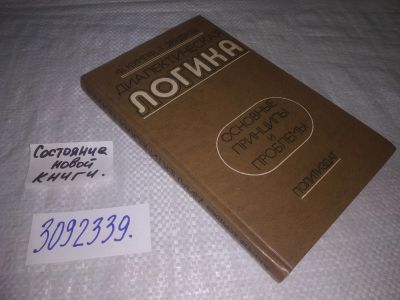 ДИАЛЕКТИЧЕСКАЯ
ЛОГИКА
ОСНОВНЫЕ
ПРИНЦИПЫ
И
ПРОБЛЕМЫ
ПОЛИТИЗДАТ
Состояние
новой
книги.
3092339.